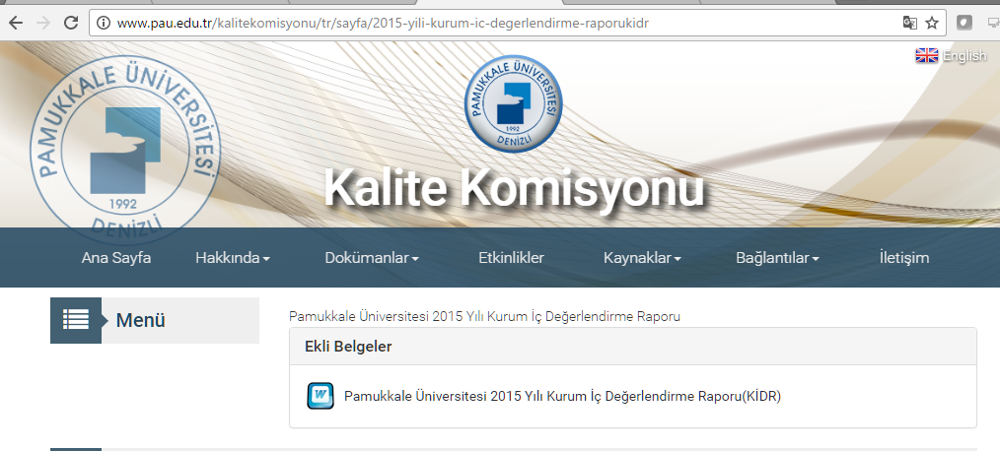 www.pau.edu.tr/kalitekomisyonu/tr/sayfa/2015-yili-kurum-ic-degerlendirme-raporukidr
English
PAMUKKALE ÜNİVERSİTESİ
1992
DENİZLİ
PAMUKKALE ÜNİVERSİTESİ
1992
DENİZLİ
Kalite Komisyonu
Ana Sayfa Hakkında Dokümanlar Etkinlikler Kaynaklar Bağlantılar İletişim
Menü
Pamukkale Üniversitesi 2015 Yılı Kurum İç Değerlendirme Raporu
Ekli Belgeler
W
Pamukkale Üniversitesi 2015 Yılı Kurum İç Değerlendirme Raporu(KİDR)